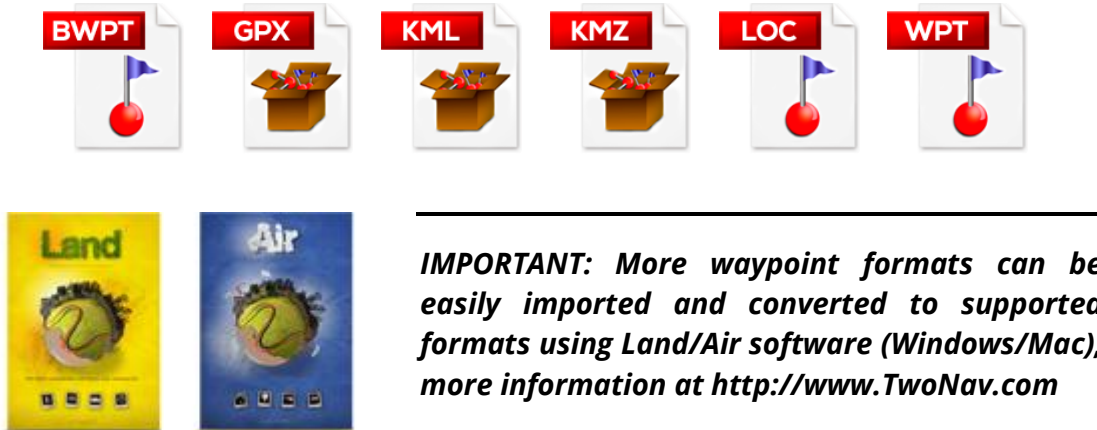 BWPT GPX KML KMZ LOC WPT
Land
Air
IMPORTANT: More waypoint formats can be
easily imported and converted to supported
formats using Land/Air software (Windows/Mac),
more information at http://www.TwoNav.com